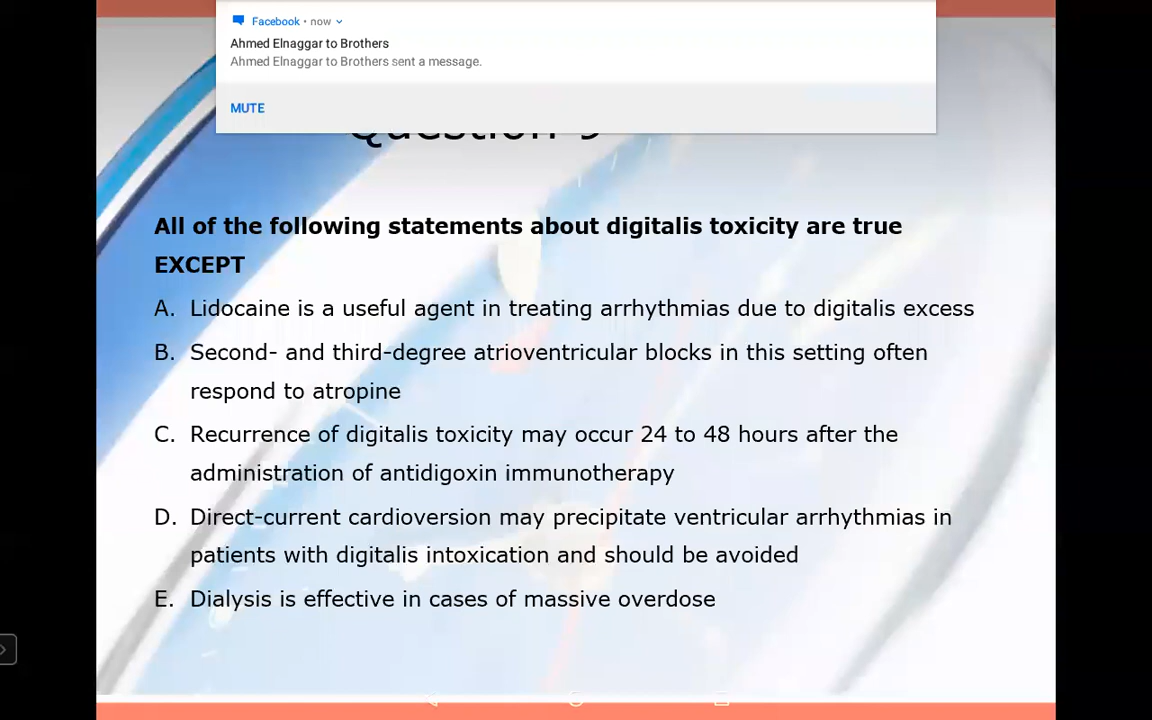 Facebook • now
Ahmed Elnaggar to Brothers
Ahmed Elnaggar to Brothers sent a message.
MUTE
Question 9
All of the following statements about digitalis toxicity are true
EXCEPT
A. Lidocaine is a useful agent in treating arrhythmias due to digitalis excess
B. Second- and third-degree atrioventricular blocks in this setting often
respond to atropine
C. Recurrence of digitalis toxicity may occur 24 to 48 hours after the
administration of antidigoxin immunotherapy
D. Direct-current cardioversion may precipitate ventricular arrhythmias in
patients with digitalis intoxication and should be avoided
E. Dialysis is effective in cases of massive overdose